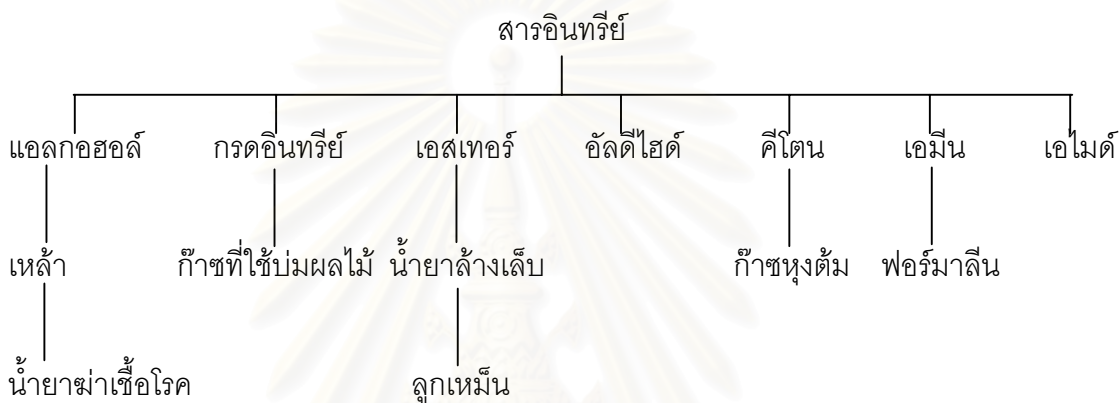 สารอินทรีย์
แอลกอฮอล์ กรดอินทรีย์ เอสเทอร์ อัลดีไฮด์ คีโตน เอมีน เอไมด์
เหล้า ก๊าซที่ใช้บ่มผลไม้ น้ำยาล้างเล็บ ก๊าซหุงต้ม ฟอร์มาลีน
น้ำยาฆ่าเชื้อโรค ลูกเหม็น